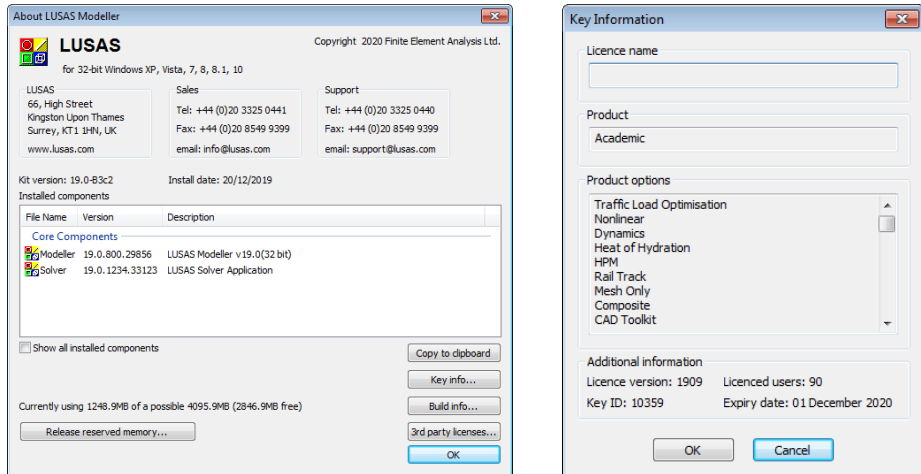 About LUSAS Modeller
LUSAS
Copyright 2020 Finite Element Analysis Ltd.
for 32-bit Windows XP, Vista, 7, 8, 8.1, 10
LUSAS
66, High Street
Kingston Upon Thames
Surrey, KT1 1HN, UK
www.lusas.com
Sales
Tel: +44 (0)20 3325 0441
Fax: +44 (0)20 8549 9399
email: info@lusas.com
Support
Tel: +44 (0)20 3325 0440
Fax: +44 (0)20 8549 9399
email: support@lusas.com
Kit version: 19.0-B3c2 Install date: 20/12/2019
Installed components
File Name Version Description
Core Components
Modeller 19.0.800.29856 LUSAS Modeller v19.0(32 bit)
Solver 19.0.1234.33123 LUSAS Solver Application
Show all installed components
Copy to clipboard
Key info...
Currently using 1248.9MB of a possible 4095.9MB (2846.9MB free)
Build info...
Release reserved memory...
3rd party licenses...
OK
Key Information
Licence name
Product
Academic
Product options
Traffic Load Optimisation
Nonlinear
Dynamics
Heat of Hydration
HPM
Rail Track
Mesh Only
Composite
CAD Toolkit
Additional information
Licence version: 1909 Licenced users: 90
Key ID: 10359 Expiry date: 01 December 2020
OK Cancel